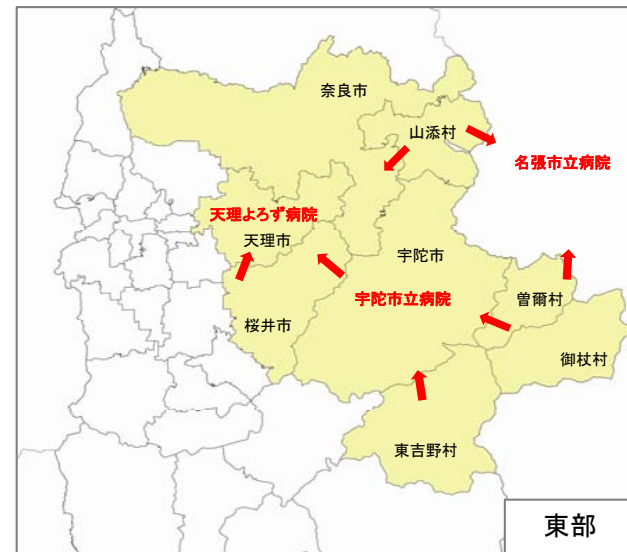 奈良市
山添村
名張市立病院
天理よろず病院
天理市
宇陀市
宇陀市立病院
曽爾村
桜井市
御杖村
東吉野村
東部